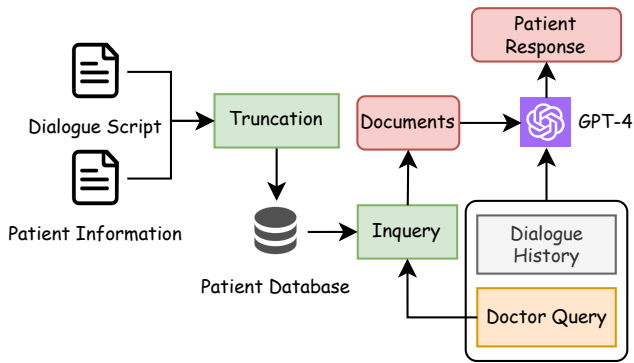 Patient
Response
Dialogue Script
Truncation
Documents
GPT-4
Patient Information
Inquery
Dialogue
History
Patient Database
Doctor Query